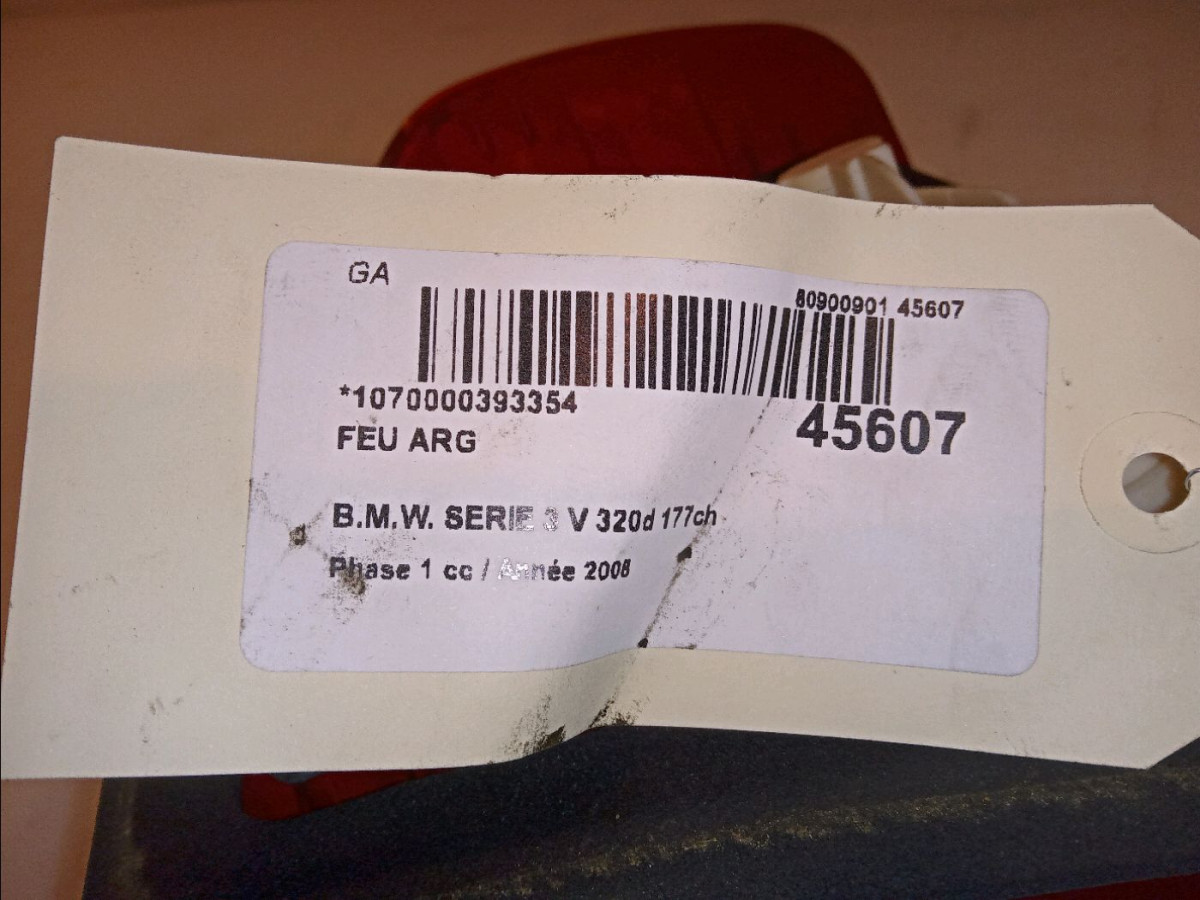 GA
80900901 45607
*1070000393354
45607
FEU ARG
B.M.W. SERIE 3 V 320d 177ch
Phase 1 cc / Année 2008